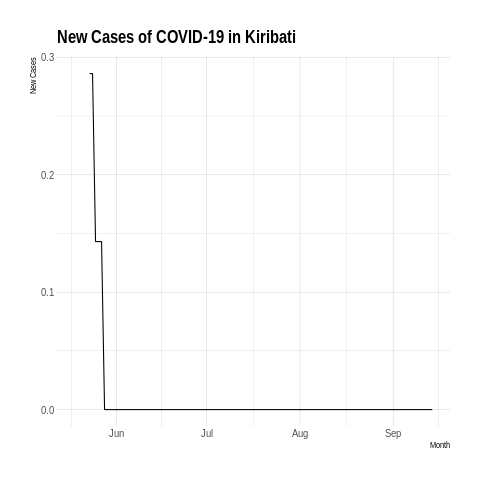 New Cases of COVID-19 in Kiribati
New Cases
0.3
0.2
0.1
0.0
Jun Jul Aug Sep
Month